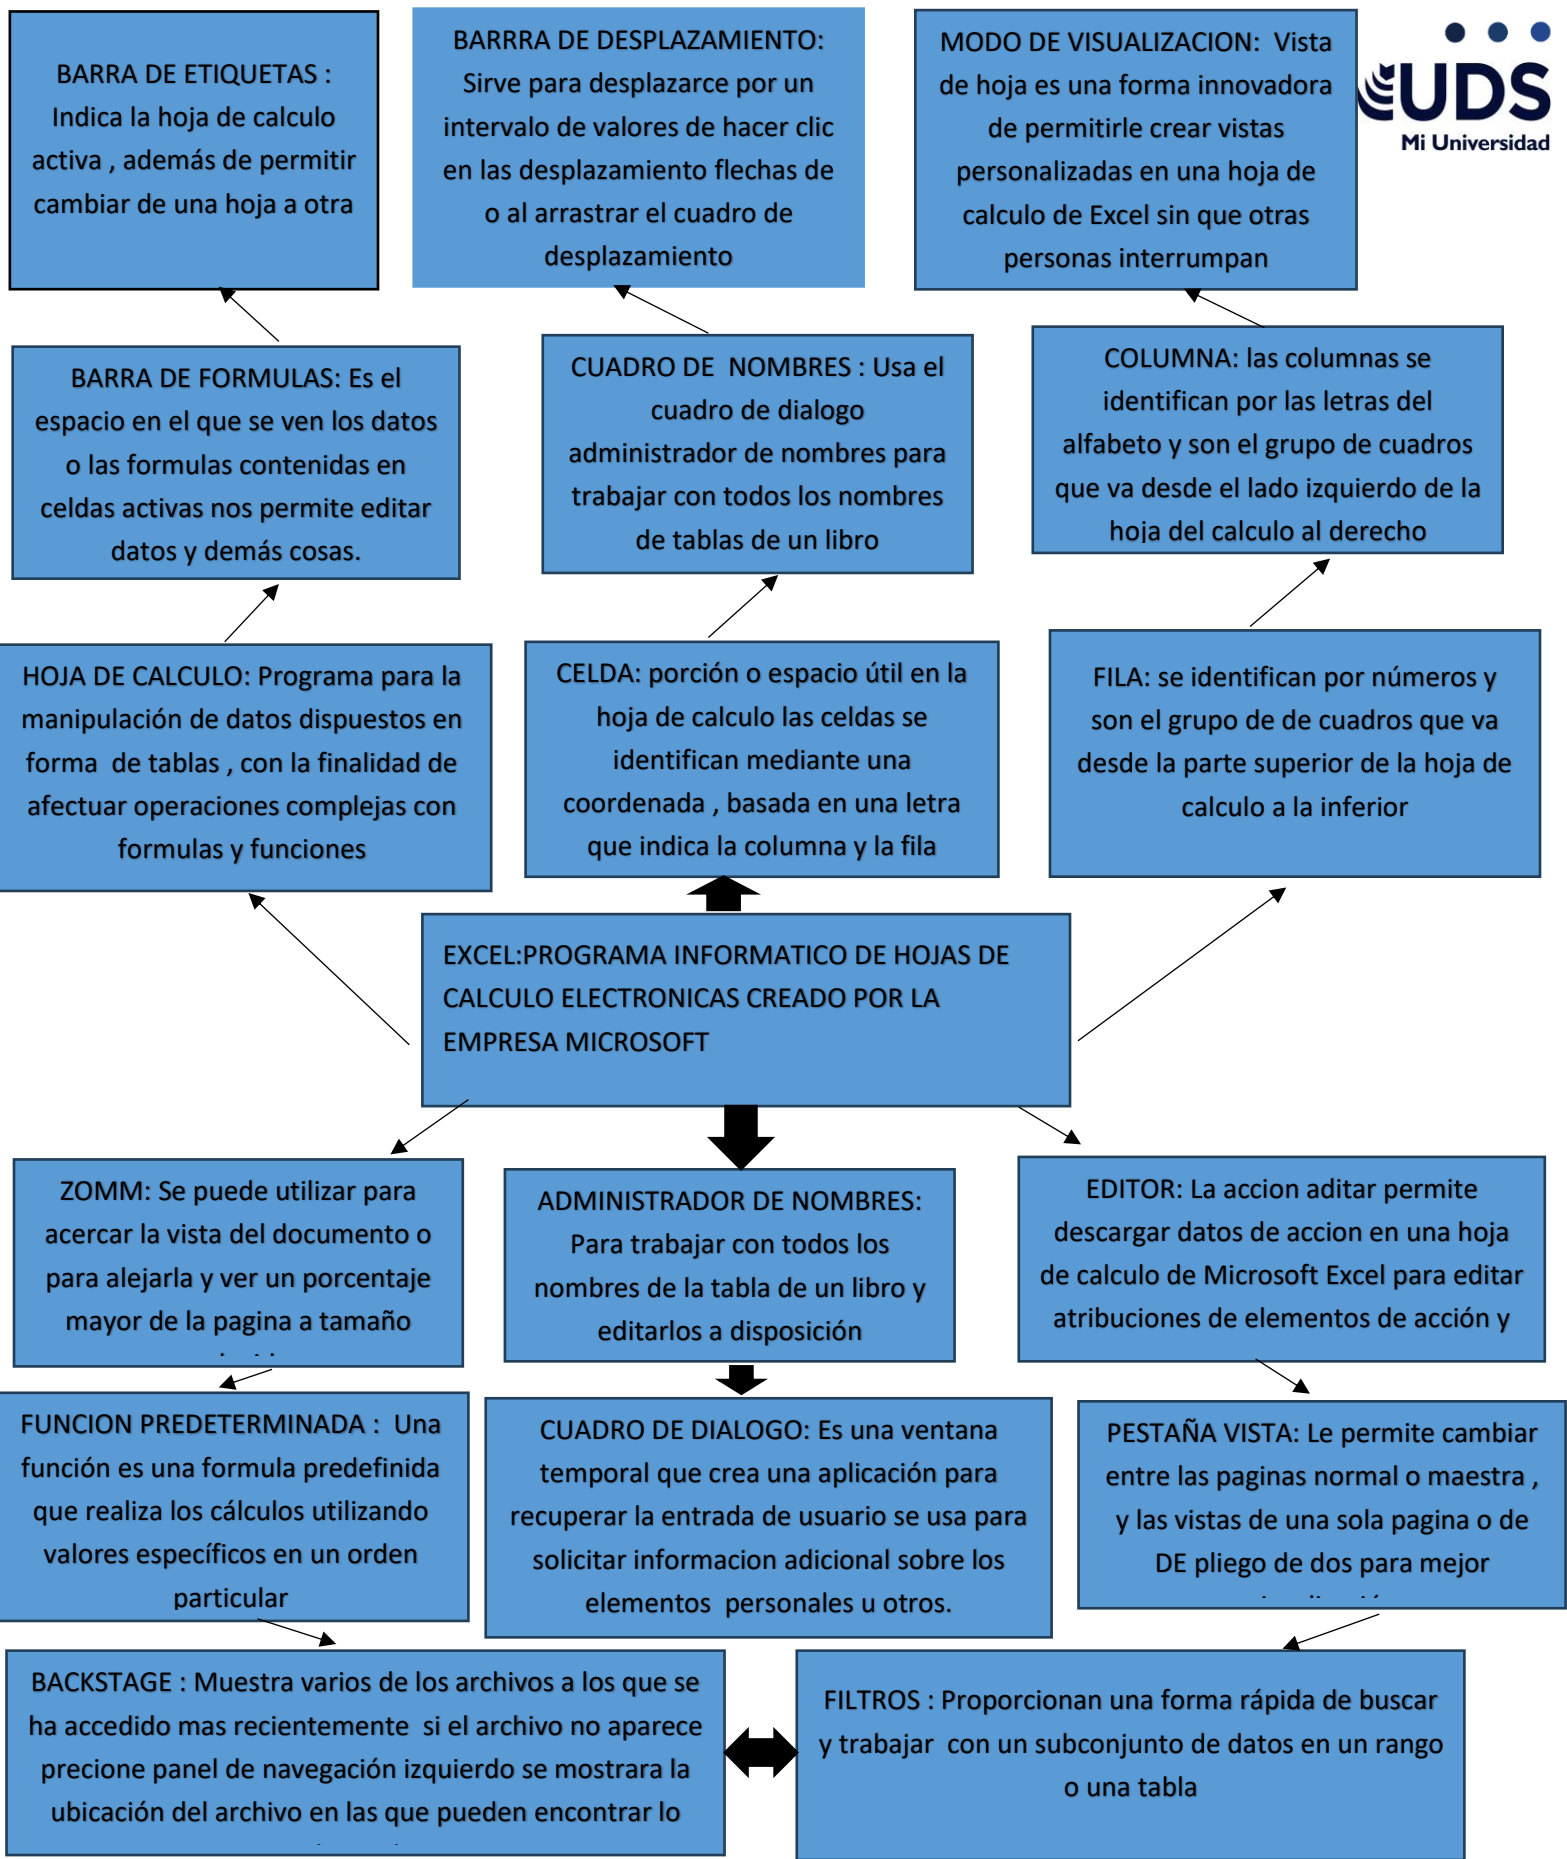 BARRA DE ETIQUETAS :
Indica la hoja de calculo
activa , además de permitir
cambiar de una hoja a otra
BARRRA DE DESPLAZAMIENTO:
Sirve para desplazarce por un
intervalo de valores de hacer clic
en las desplazamiento flechas de
o al arrastrar el cuadro de
desplazamiento
MODO DE VISUALIZACION: Vista
de hoja es una forma innovadora
de permitirle crear vistas
personalizadas en una hoja de
calculo de Excel sin que otras
personas interrumpan
UDS
Mi Universidad
BARRA DE FORMULAS: Es el
espacio en el que se ven los datos
o las formulas contenidas en
celdas activas nos permite editar
datos y demás cosas.
CUADRO DE NOMBRES : Usa el
cuadro de dialogo
administrador de nombres para
trabajar con todos los nombres
de tablas de un libro
COLUMNA: las columnas se
identifican por las letras del
alfabeto y son el grupo de cuadros
que va desde el lado izquierdo de la
hoja del calculo al derecho
HOJA DE CALCULO: Programa para la
manipulación de datos dispuestos en
forma de tablas , con la finalidad de
afectuar operaciones complejas con
formulas y funciones
CELDA: porción o espacio útil en la
hoja de calculo las celdas se
identifican mediante una
coordenada , basada en una letra
que indica la columna y la fila
FILA: se identifican por números y
son el grupo de de cuadros que va
desde la parte superior de la hoja de
calculo a la inferior
EXCEL:PROGRAMA INFORMATICO DE HOJAS DE
CALCULO ELECTRONICAS CREADO POR LA
EMPRESA MICROSOFT
ZOMM: Se puede utilizar para
acercar la vista del documento o
para alejarla y ver un porcentaje
mayor de la pagina a tamaño
ADMINISTRADOR DE NOMBRES:
Para trabajar con todos los
nombres de la tabla de un libro y
editarlos a disposición
EDITOR: La accion aditar permite
descargar datos de accion en una hoja
de calculo de Microsoft Excel para editar
atribuciones de elementos de acción y
FUNCION PREDETERMINADA : Una
función es una formula predefinida
que realiza los cálculos utilizando
valores específicos en un orden
particular
CUADRO DE DIALOGO: Es una ventana
temporal que crea una aplicación para
recuperar la entrada de usuario se usa para
solicitar informacion adicional sobre los
elementos personales u otros.
PESTAÑA VISTA: Le permite cambiar
entre las paginas normal o maestra ,
y las vistas de una sola pagina o de
DE pliego de dos para mejor
BACKSTAGE : Muestra varios de los archivos a los que se
ha accedido mas recientemente si el archivo no aparece
precione panel de navegación izquierdo se mostrara la
ubicación del archivo en las que pueden encontrar lo
FILTROS : Proporcionan una forma rápida de buscar
y trabajar con un subconjunto de datos en un rango
o una tabla